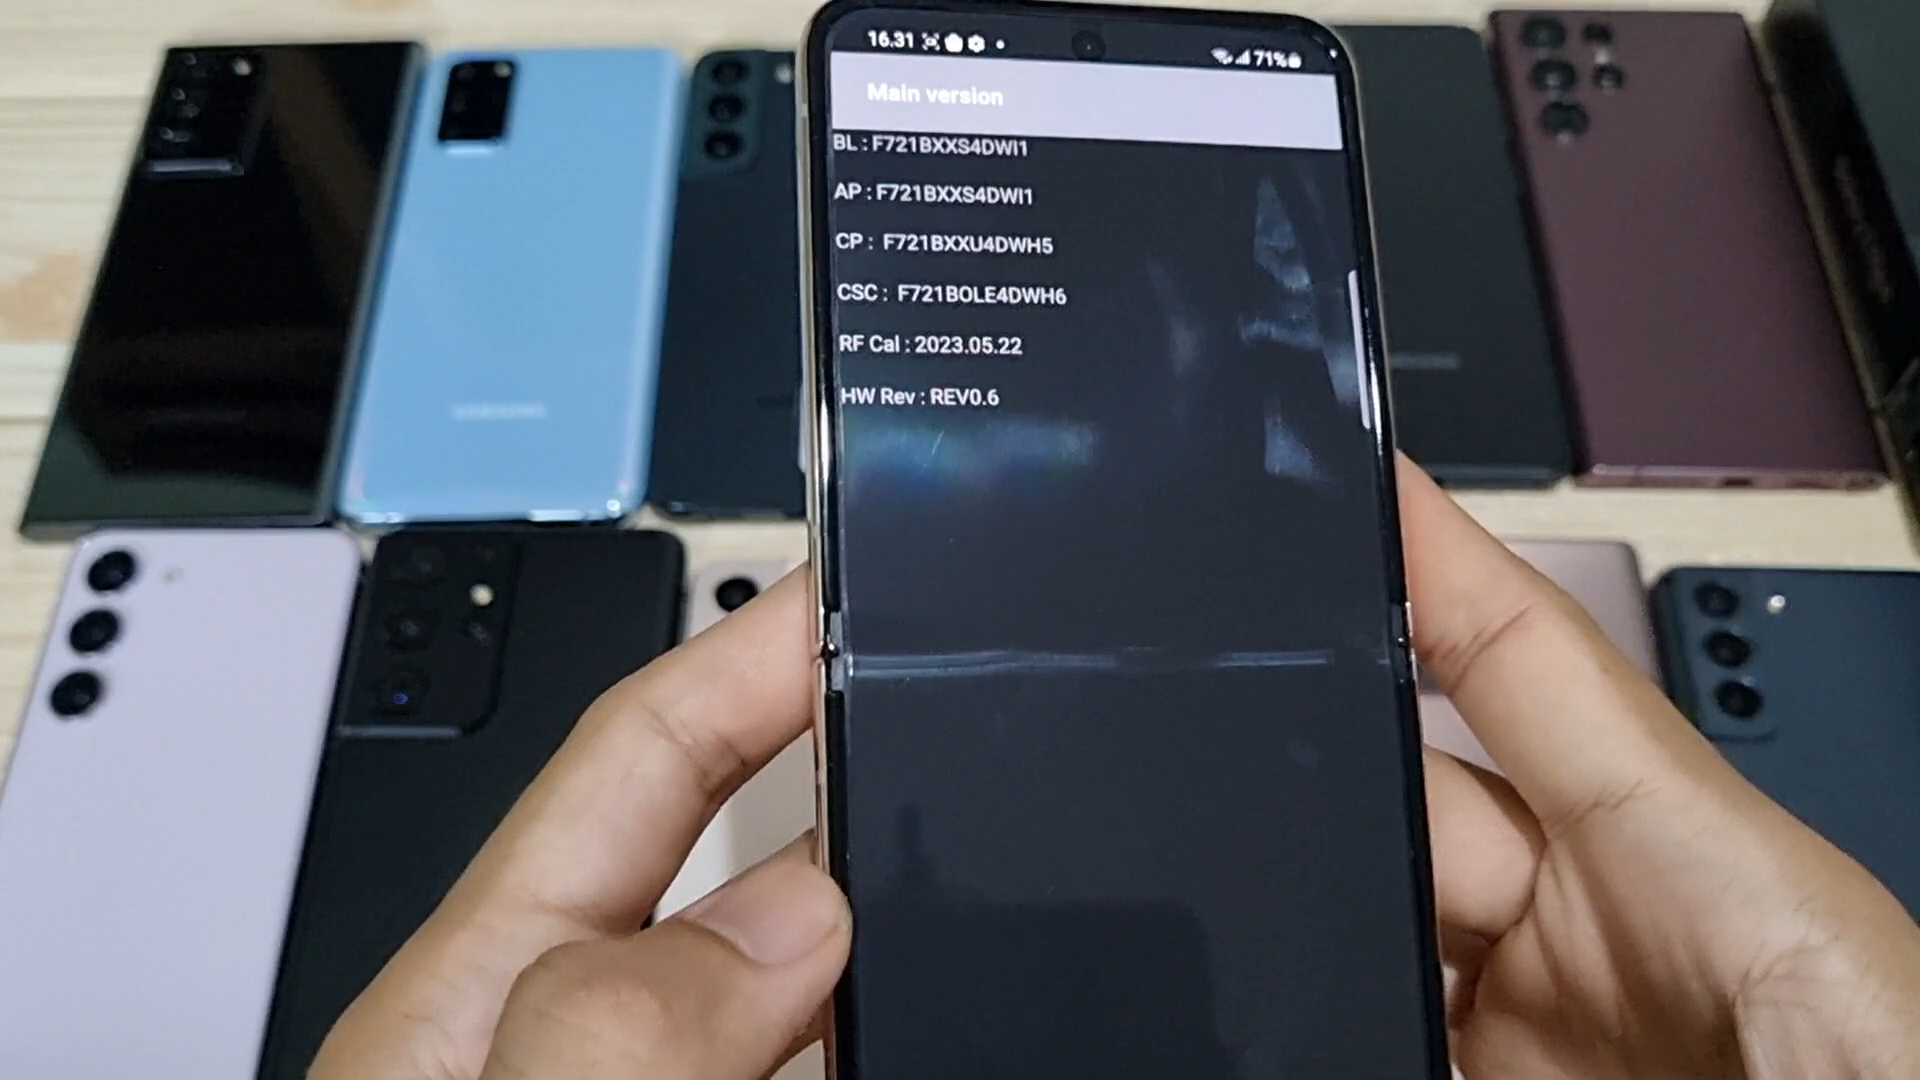 16.31
71%
Main version
BL : F721BXXS4DWI1
AP : F721BXXS4DWI1
CP : F721BXXU4DWH5
CSC : F721BOLE4DWH6
RF Cal : 2023.05.22
HW Rev : REV0.6
SAMSUNG